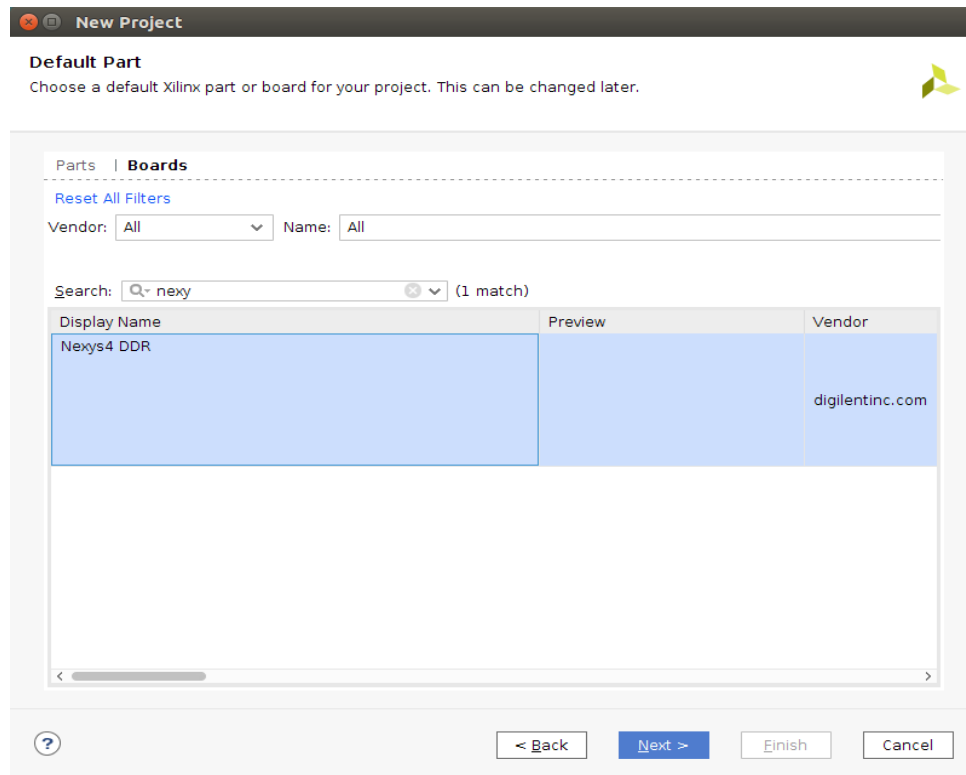 New Project
Default Part
Choose a default Xilinx part or board for your project. This can be changed later.
Parts | Boards
Reset All Filters
Vendor: All Name: All
Search: nexy (1 match)
Display Name Preview Vendor
Nexys4 DDR
digilentinc.com
? < Back Next > Finish Cancel